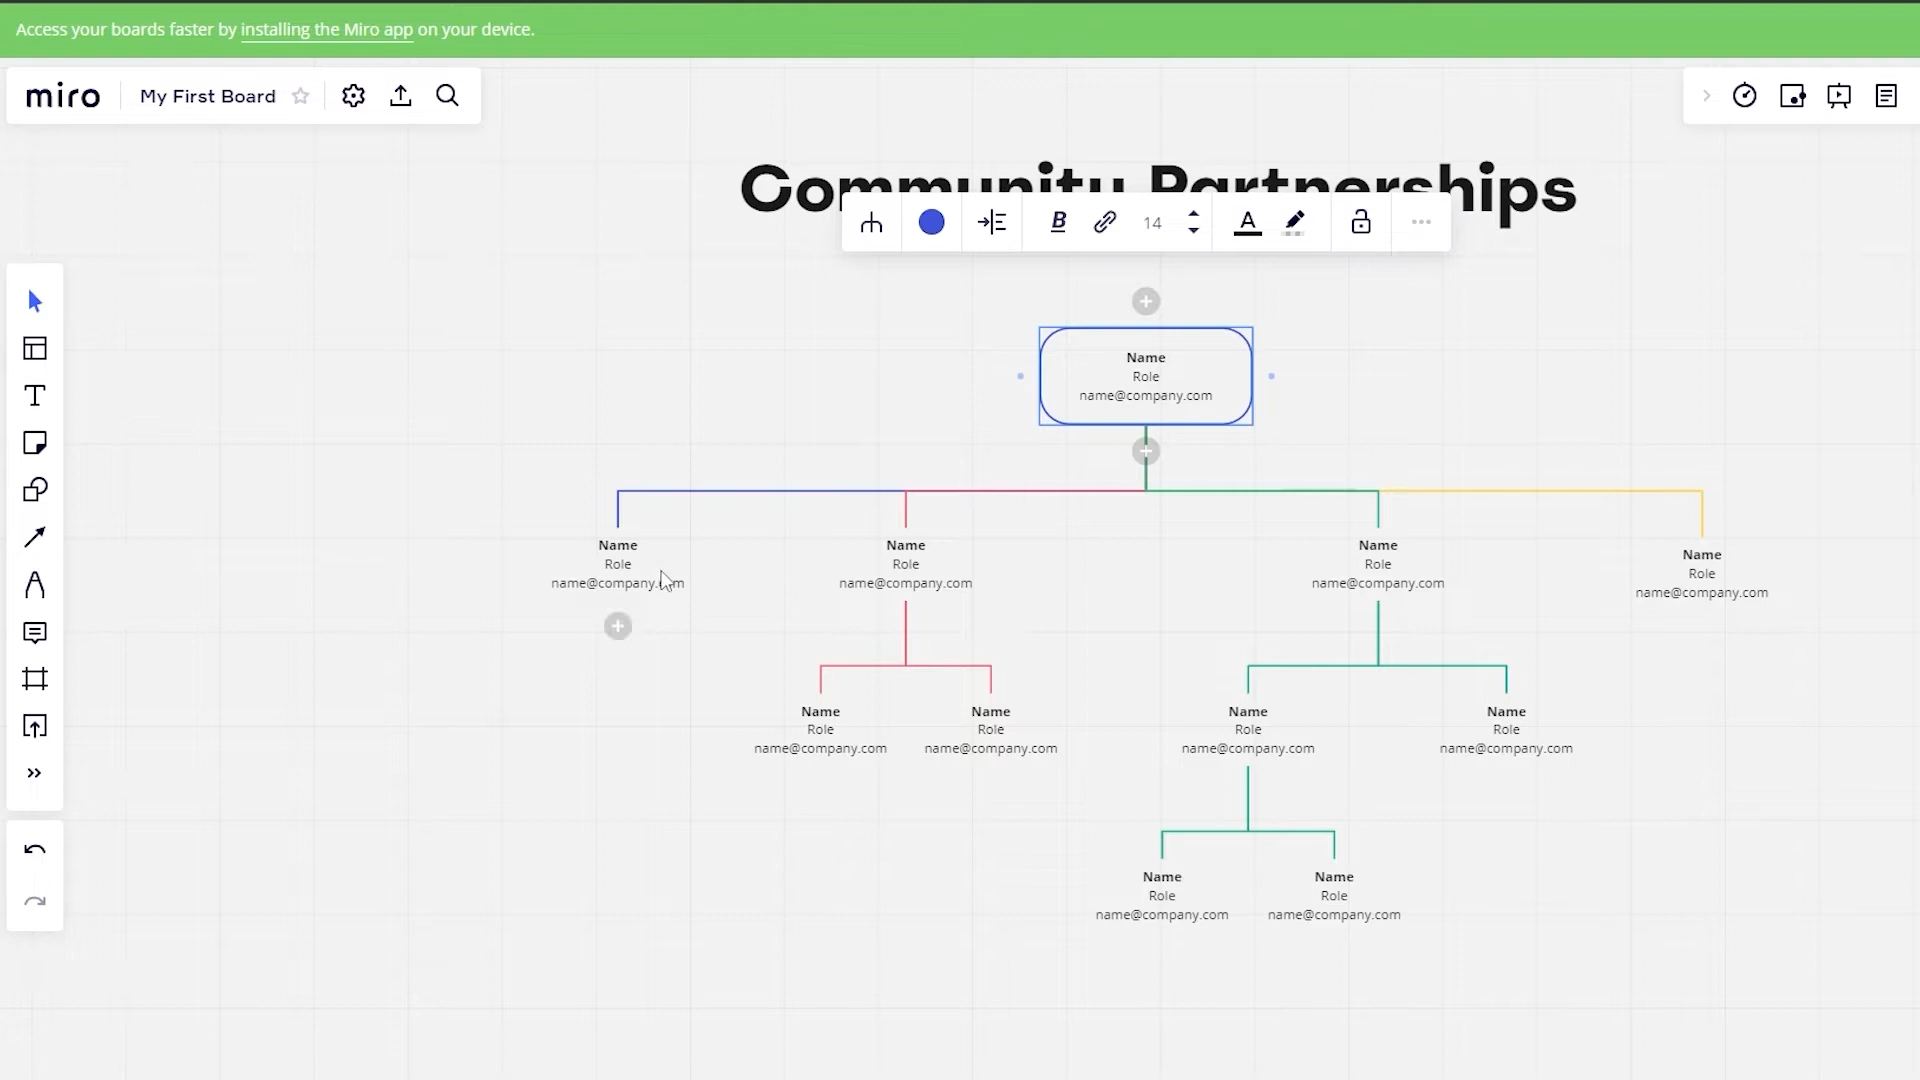 Access your boards faster by installing the Miro app on your device.
miro
My First Board
Community Partnerships
B
14
A
Name
Role
name@company.com
Name
Role
name@company.com
Name
Role
name@company.com
Name
Role
name@company.com
Name
Role
name@company.com
Name
Role
name@company.com
Name
Role
name@company.com
Name
Role
name@company.com
Name
Role
name@company.com
Name
Role
name@company.com
Name
Role
name@company.com